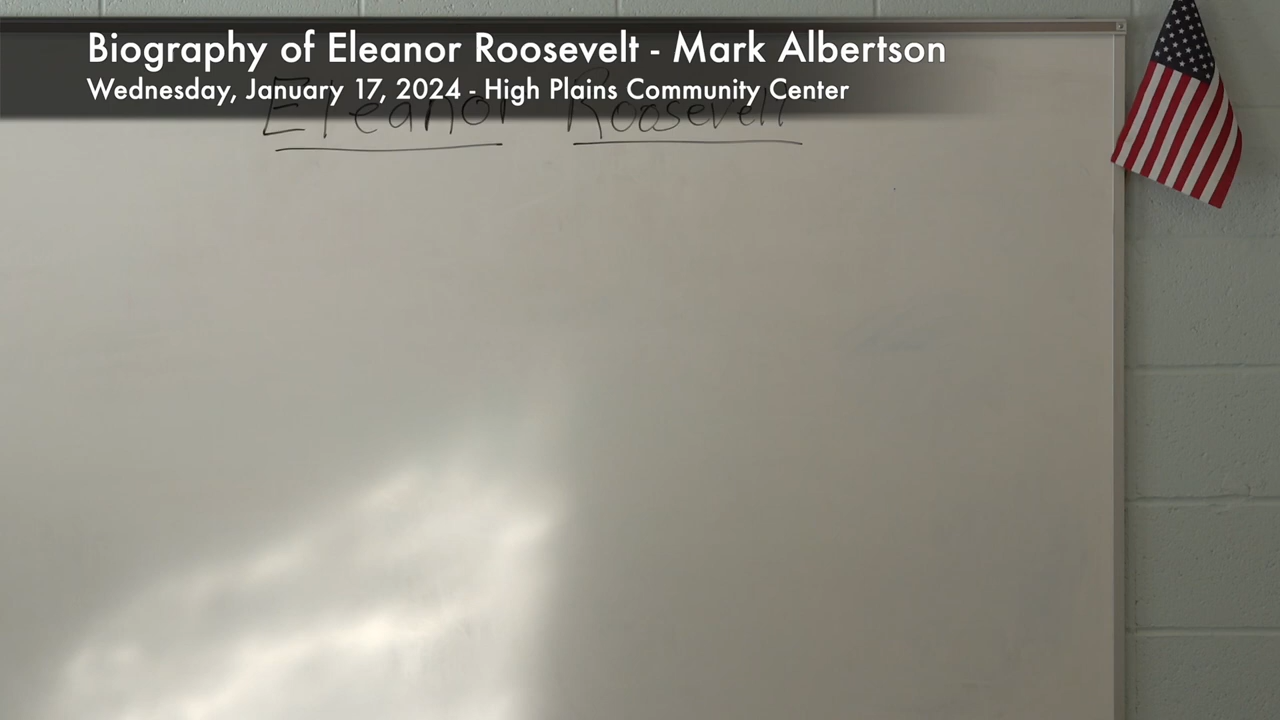 Biography of Eleanor Roosevelt - Mark Albertson
Wednesday, January 17, 2024 - High Plains Community Center
Eleanor Roosevelt